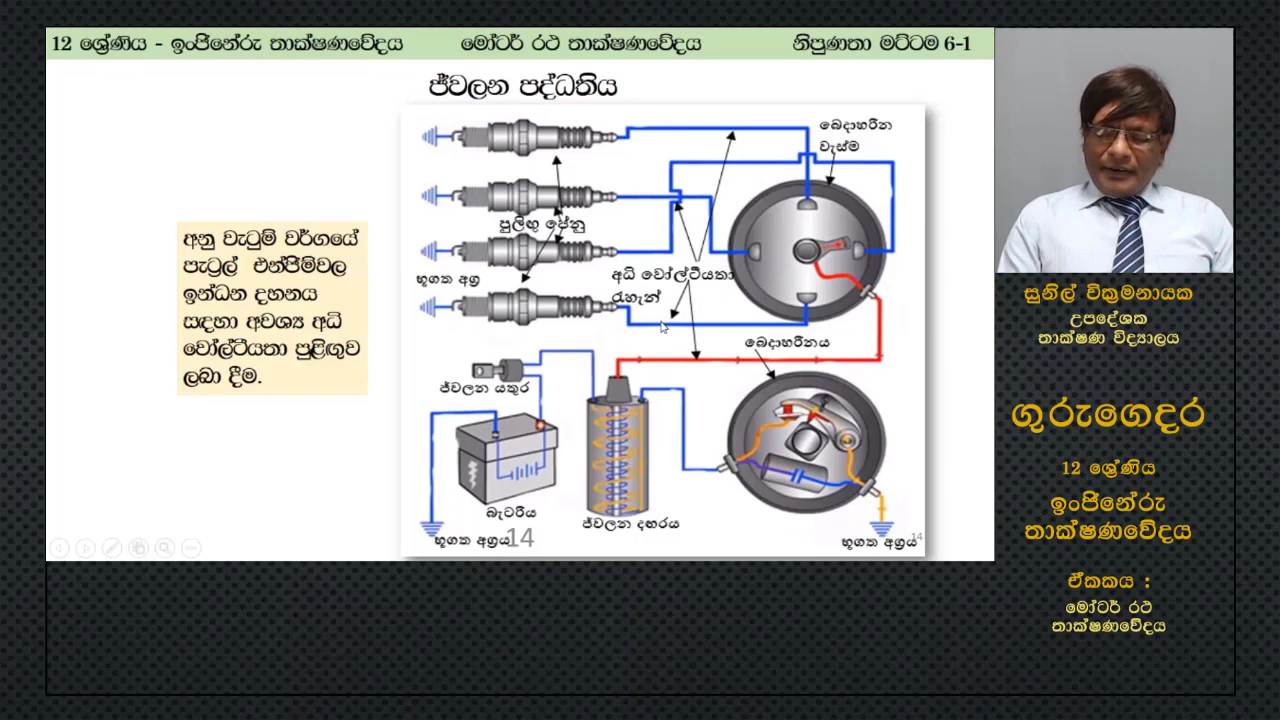 12 ශ්‍රේණිය - ඉංජිනේරු තාක්ෂණවේදය    මෝටර් රථ තාක්ෂණවේදය    නිපුණතා මට්ටම 6-1
ජ්වලන පද්ධතිය
අනු වැටුම් වර්ගයේ
පැට්‍රල් එන්ජිම්වල
ඉන්ධන දහනය
සඳහා අවශ්‍ය අධි
වෝල්ටීයතා පුළිඟුව
ලබා දීම.
බෙදාහරින
වැස්ම
පුලිඟු පේනු
භූගත අග්‍ර
අධි වෝල්ටීයතා
රැහැන්
බෙදාහරිනය
ජ්වලන යතුර
බැටරිය
ජ්වලන දඟරය
භූගත අග්‍රය
14
භූගත අග්‍රය
14
සුනිල් වික්‍රමනායක
උපදේශක
තාක්ෂණ විද්‍යාලය
ගුරුගෙදර
12 ශ්‍රේණිය
ඉංජිනේරු
තාක්ෂණවේදය
ඒකකය :
මෝටර් රථ
තාක්ෂණවේදය